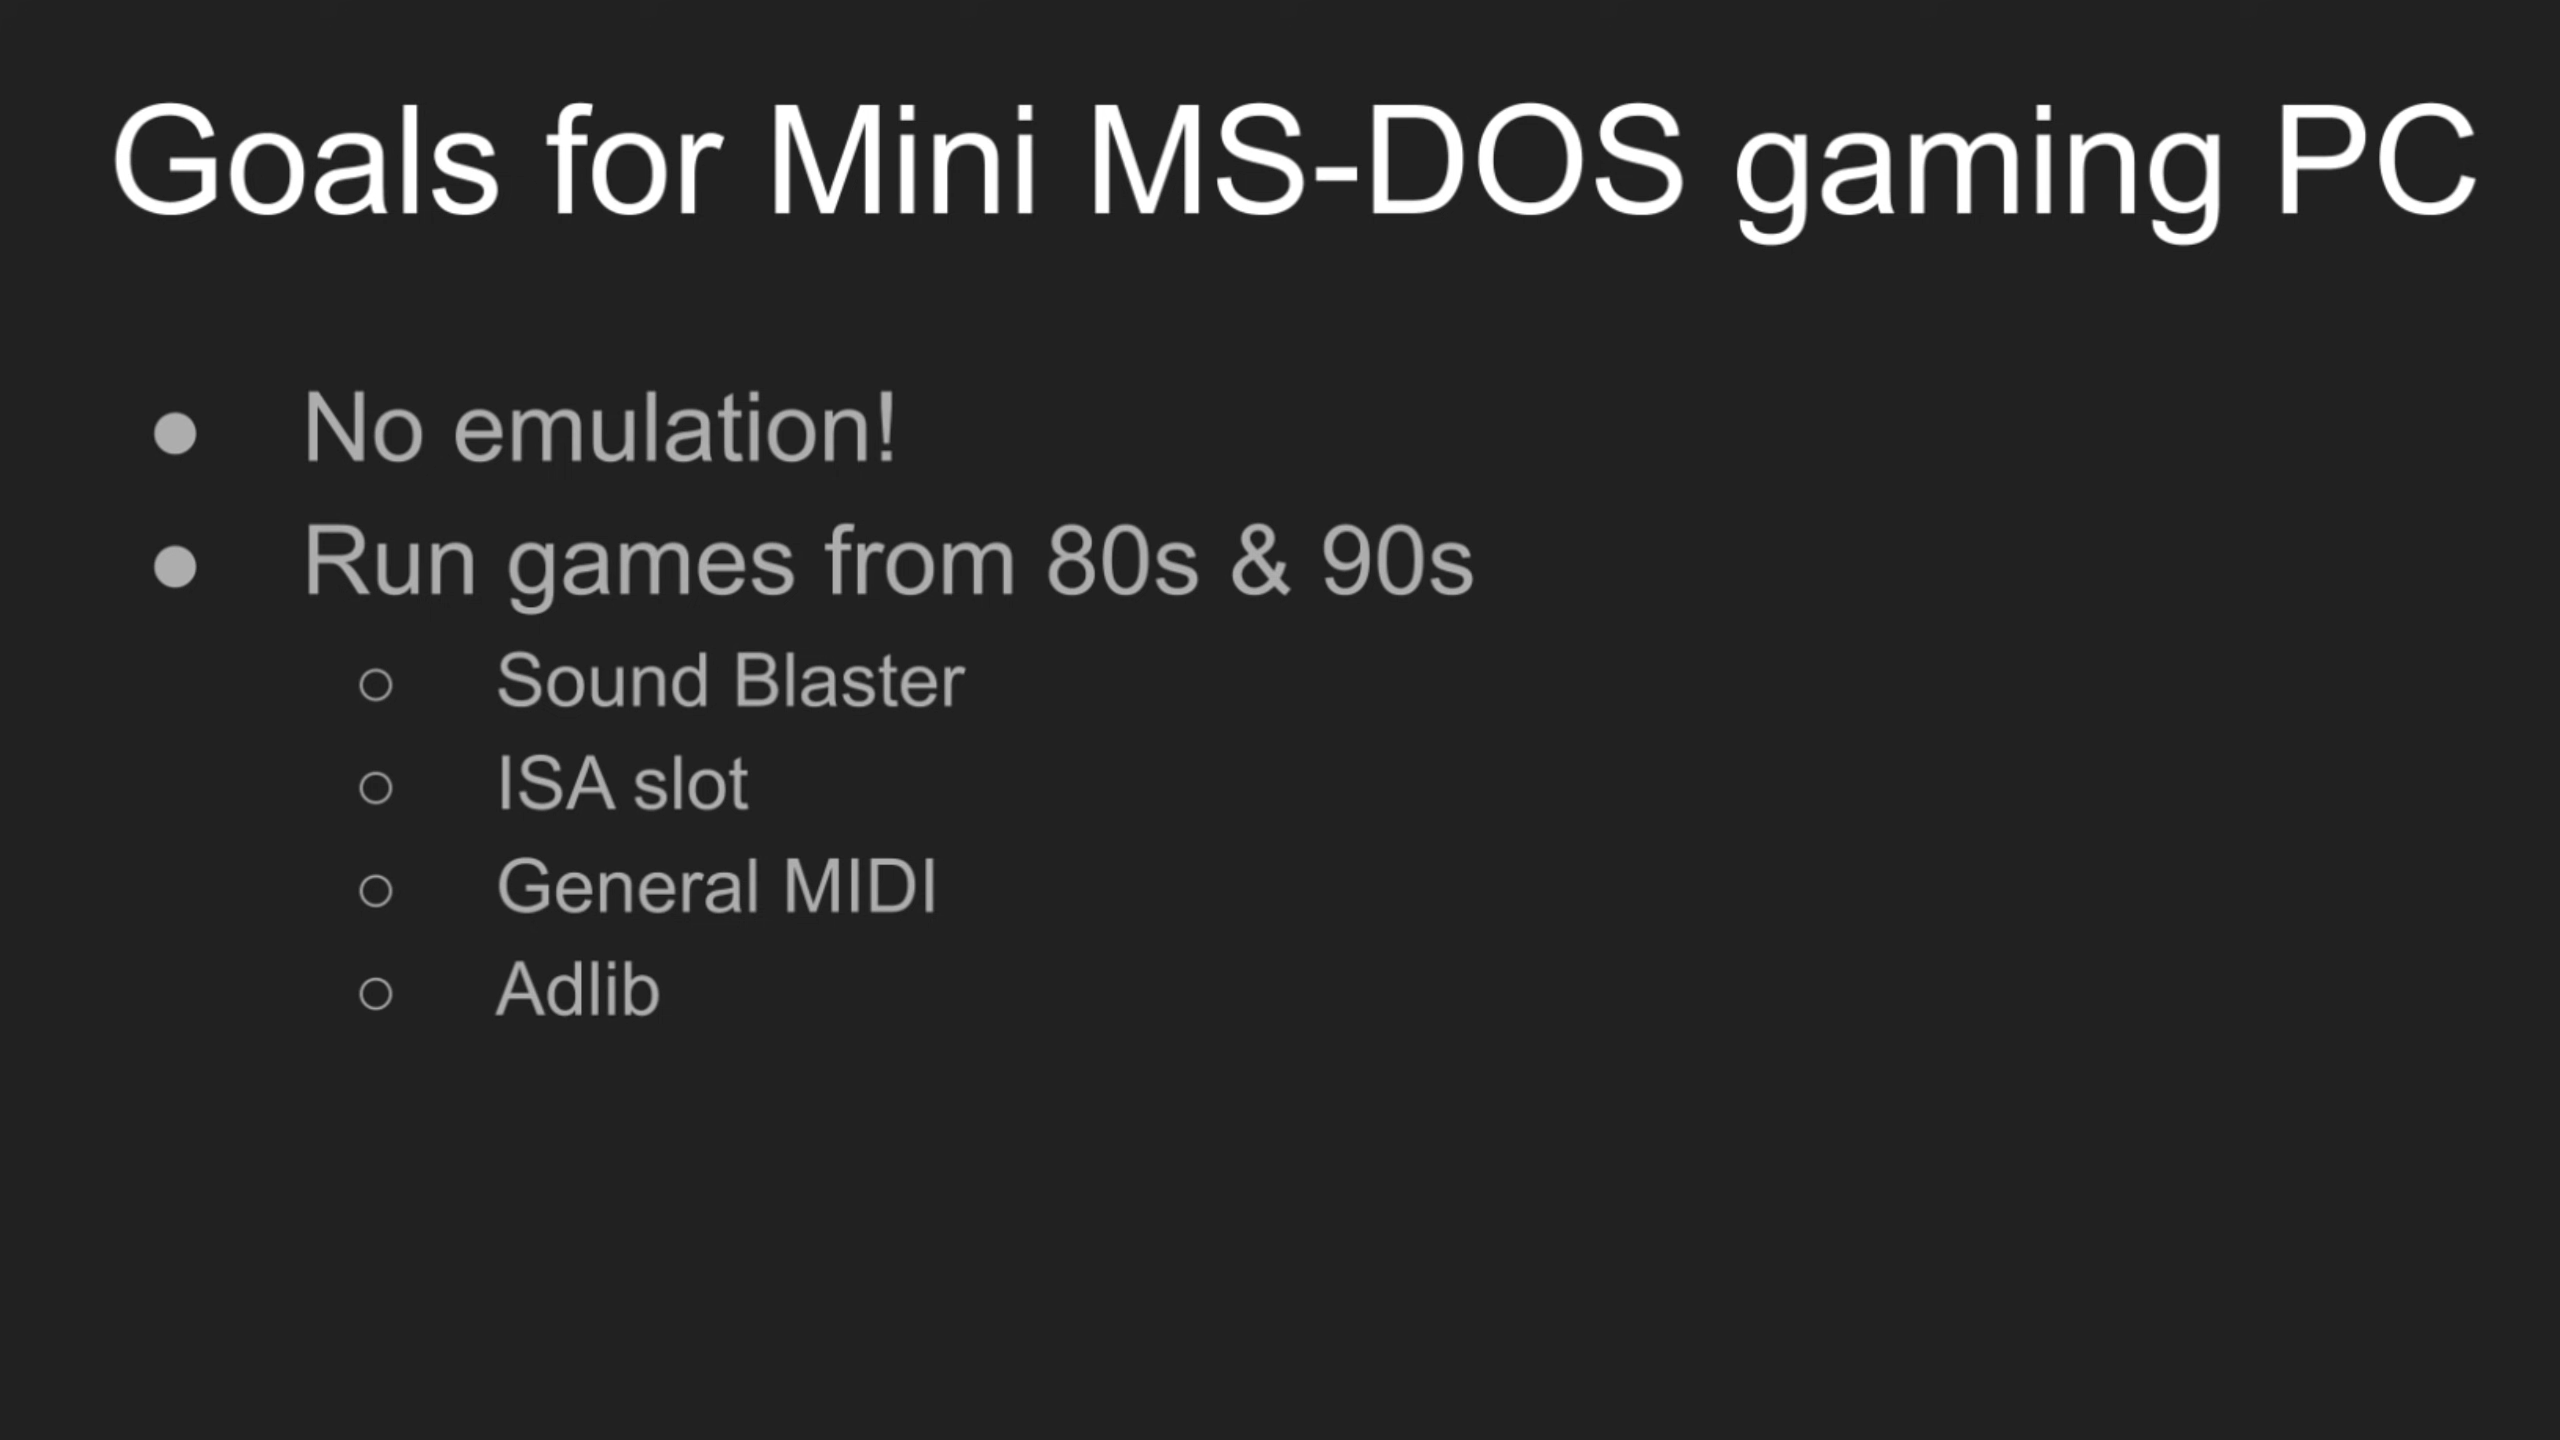 Goals for Mini MS-DOS gaming PC
● No emulation!
● Run games from 80s & 90s
○ Sound Blaster
○ ISA slot
○ General MIDI
○ Adlib